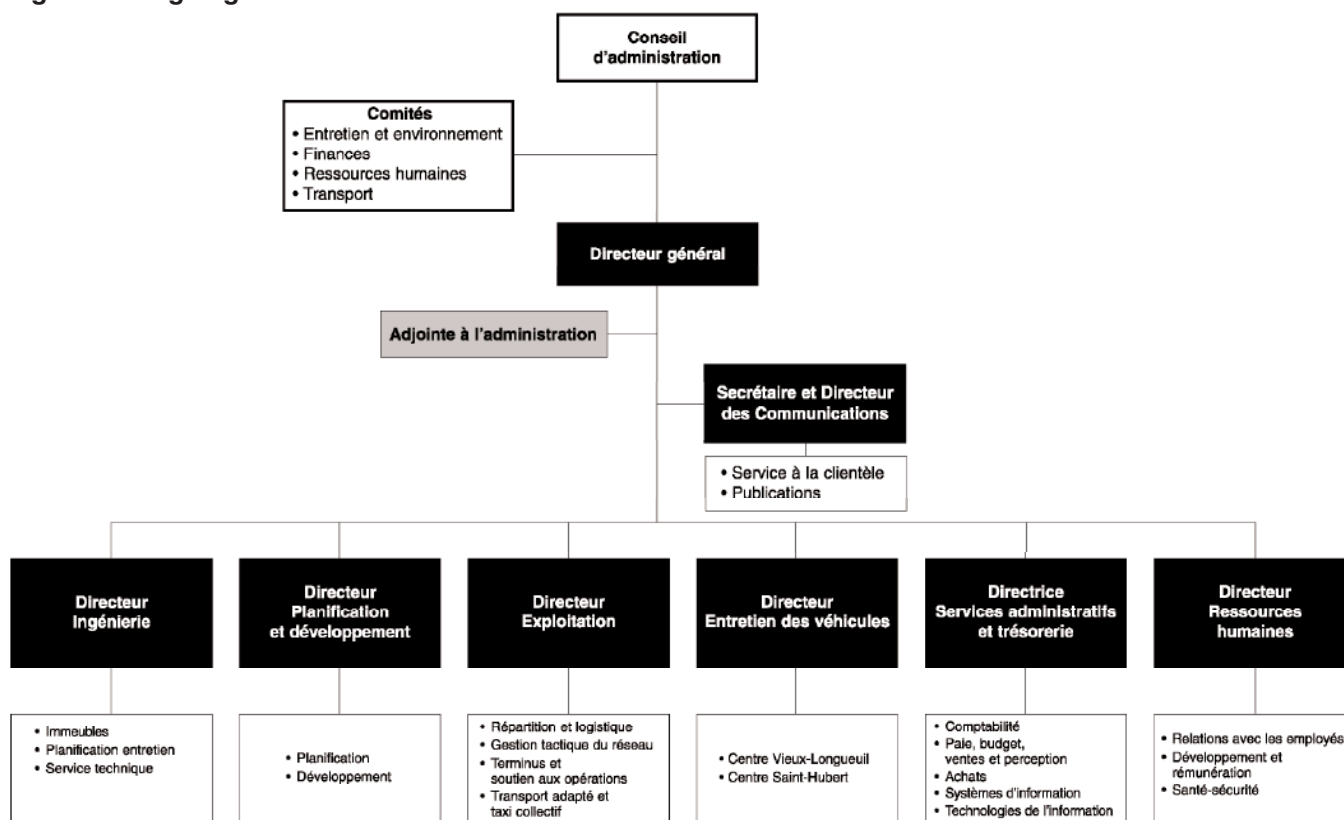 Conseil
d'administration
Comités
• Entretien et environnement
• Finances
• Ressources humaines
• Transport
Directeur général
Adjointe à l'administration
Secrétaire et Directeur
des Communications
• Service à la clientèle
• Publications
Directeur
Ingénierie
Directeur
Planification
et développement
Directeur
Exploitation
Directeur
Entretien des véhicules
Directrice
Services administratifs
et trésorerie
Directeur
Ressources
humaines
• Immeubles
• Planification entretien
• Service technique
• Planification
• Développement
• Répartition et logistique
• Gestion tactique du réseau
• Terminus et
soutien aux opérations
• Transport adapté et
taxi collectif
• Centre Vieux-Longueuil
• Centre Saint-Hubert
• Comptabilité
• Paie, budget,
ventes et perception
• Achats
• Systèmes d'information
• Technologies de l'information
• Relations avec les employés
• Développement et
rémunération
• Santé-sécurité